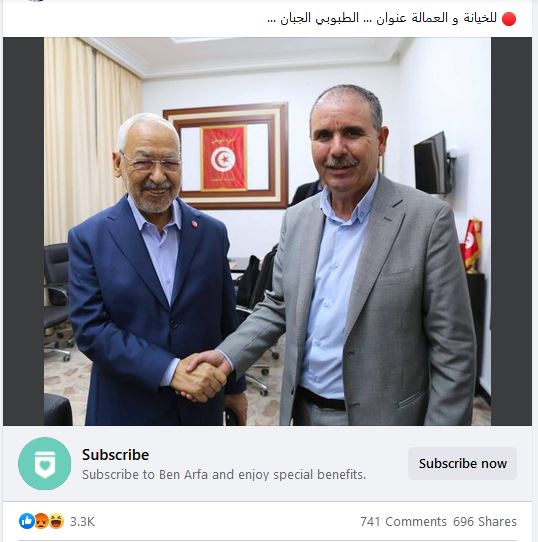 🔴 للخيانة و العمالة عنوان ... الطبوبي الجبان ...
Subscribe
Subscribe to Ben Arfa and enjoy special benefits.
Subscribe now
3.3K
741 Comments 696 Shares